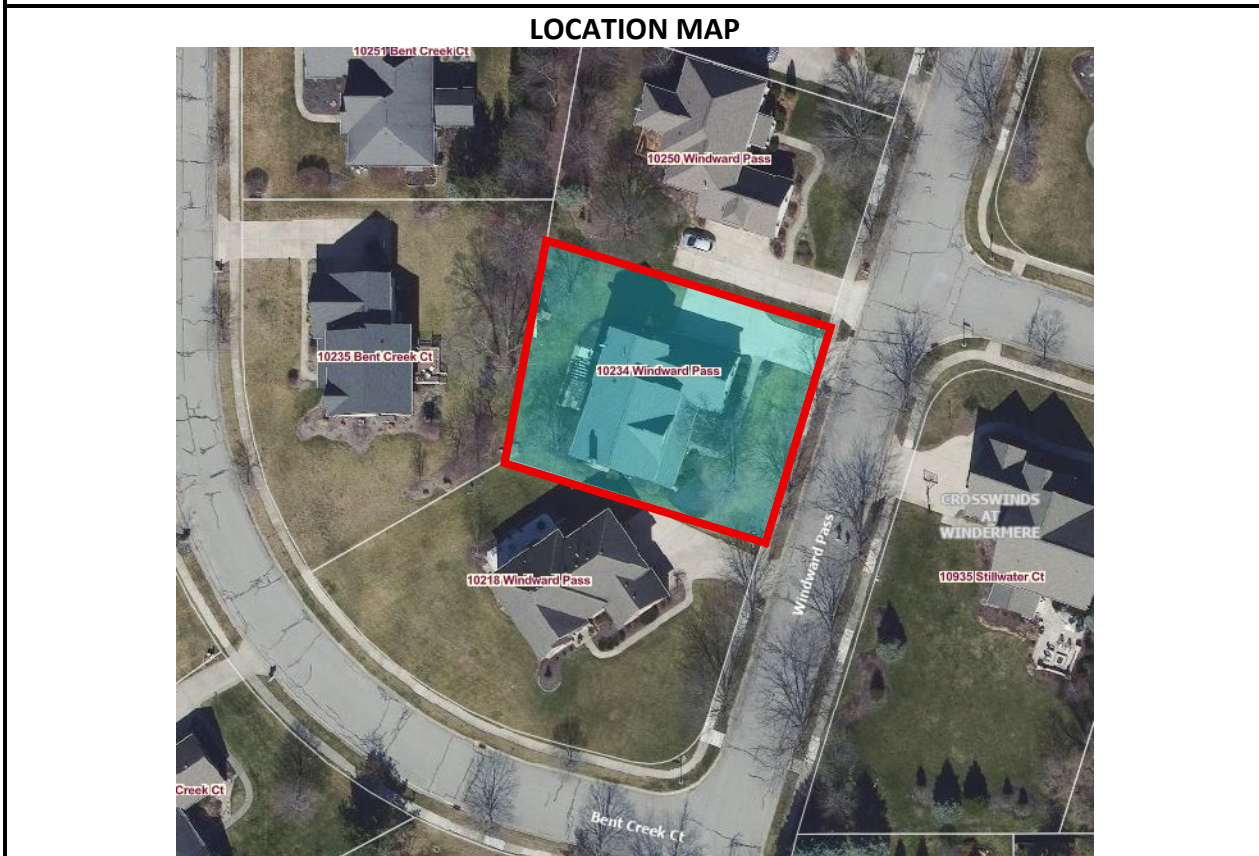 LOCATION MAP
10251 Bent Creek Ct
10250 Windward Pass
10235 Bent Creek Ct
10234 Windward Pass
CROSSWINDS
AT
WINDERMERE
10218 Windward Pass
Windward Pass
10935 Stillwater Ct
Creek Ct
Bent Creek Ct